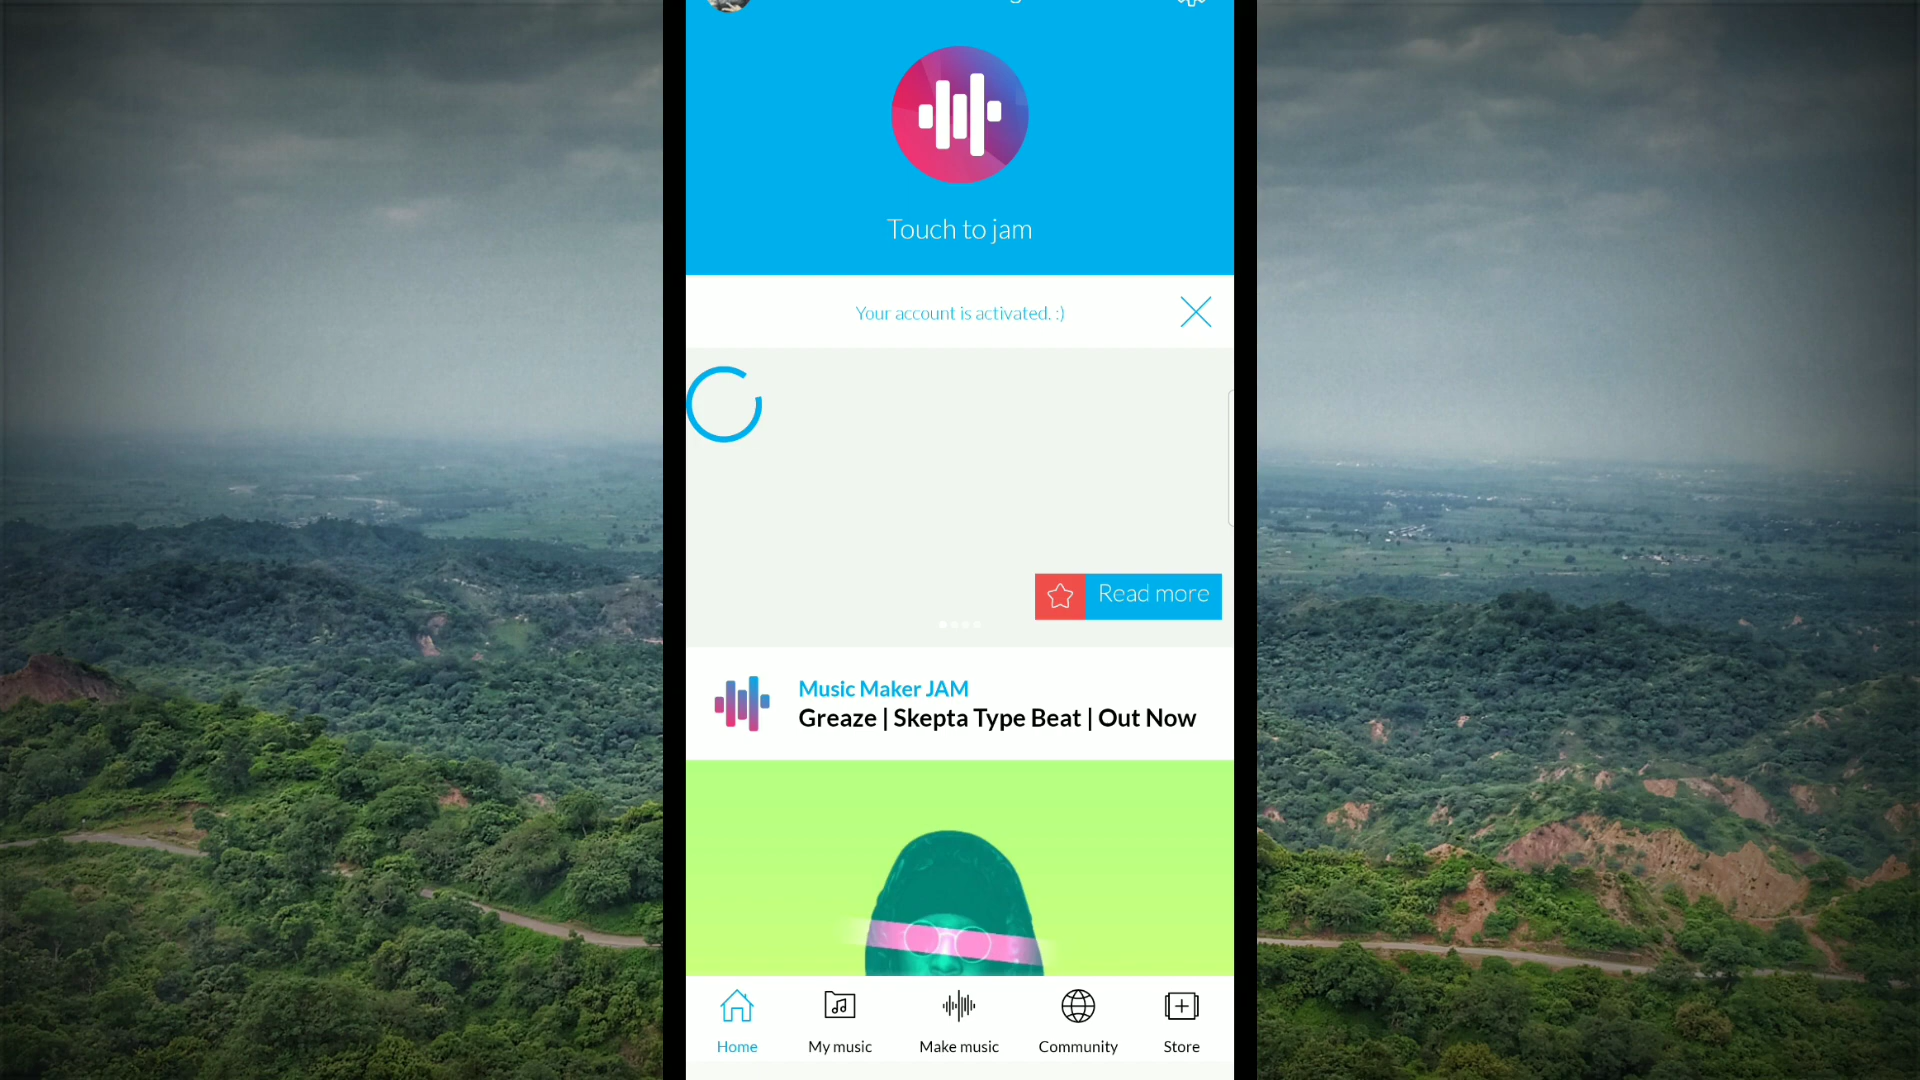 Touch to jam
Your account is activated. :)
Read more
Music Maker JAM
Greaze | Skepta Type Beat | Out Now
Home
My music
Make music
Community
Store